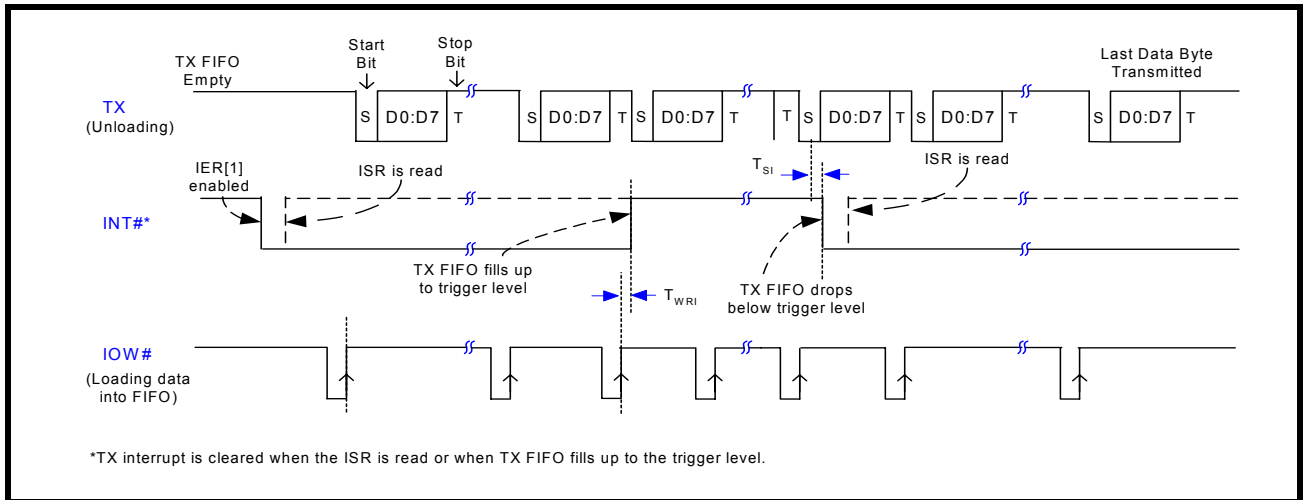 Start
Bit
Stop
Bit
TX FIFO
Empty
Last Data Byte
Transmitted
TX
(Unloading)
S D0:D7 T S D0:D7 T S D0:D7 T T S D0:D7 T S D0:D7 T S D0:D7 T
IER[1]
enabled
ISR is read
TSI
ISR is read
INT#*
TX FIFO fills up
to trigger level
TX FIFO drops
below trigger level
TWRI
IOW#
(Loading data
into FIFO)
*TX interrupt is cleared when the ISR is read or when TX FIFO fills up to the trigger level.